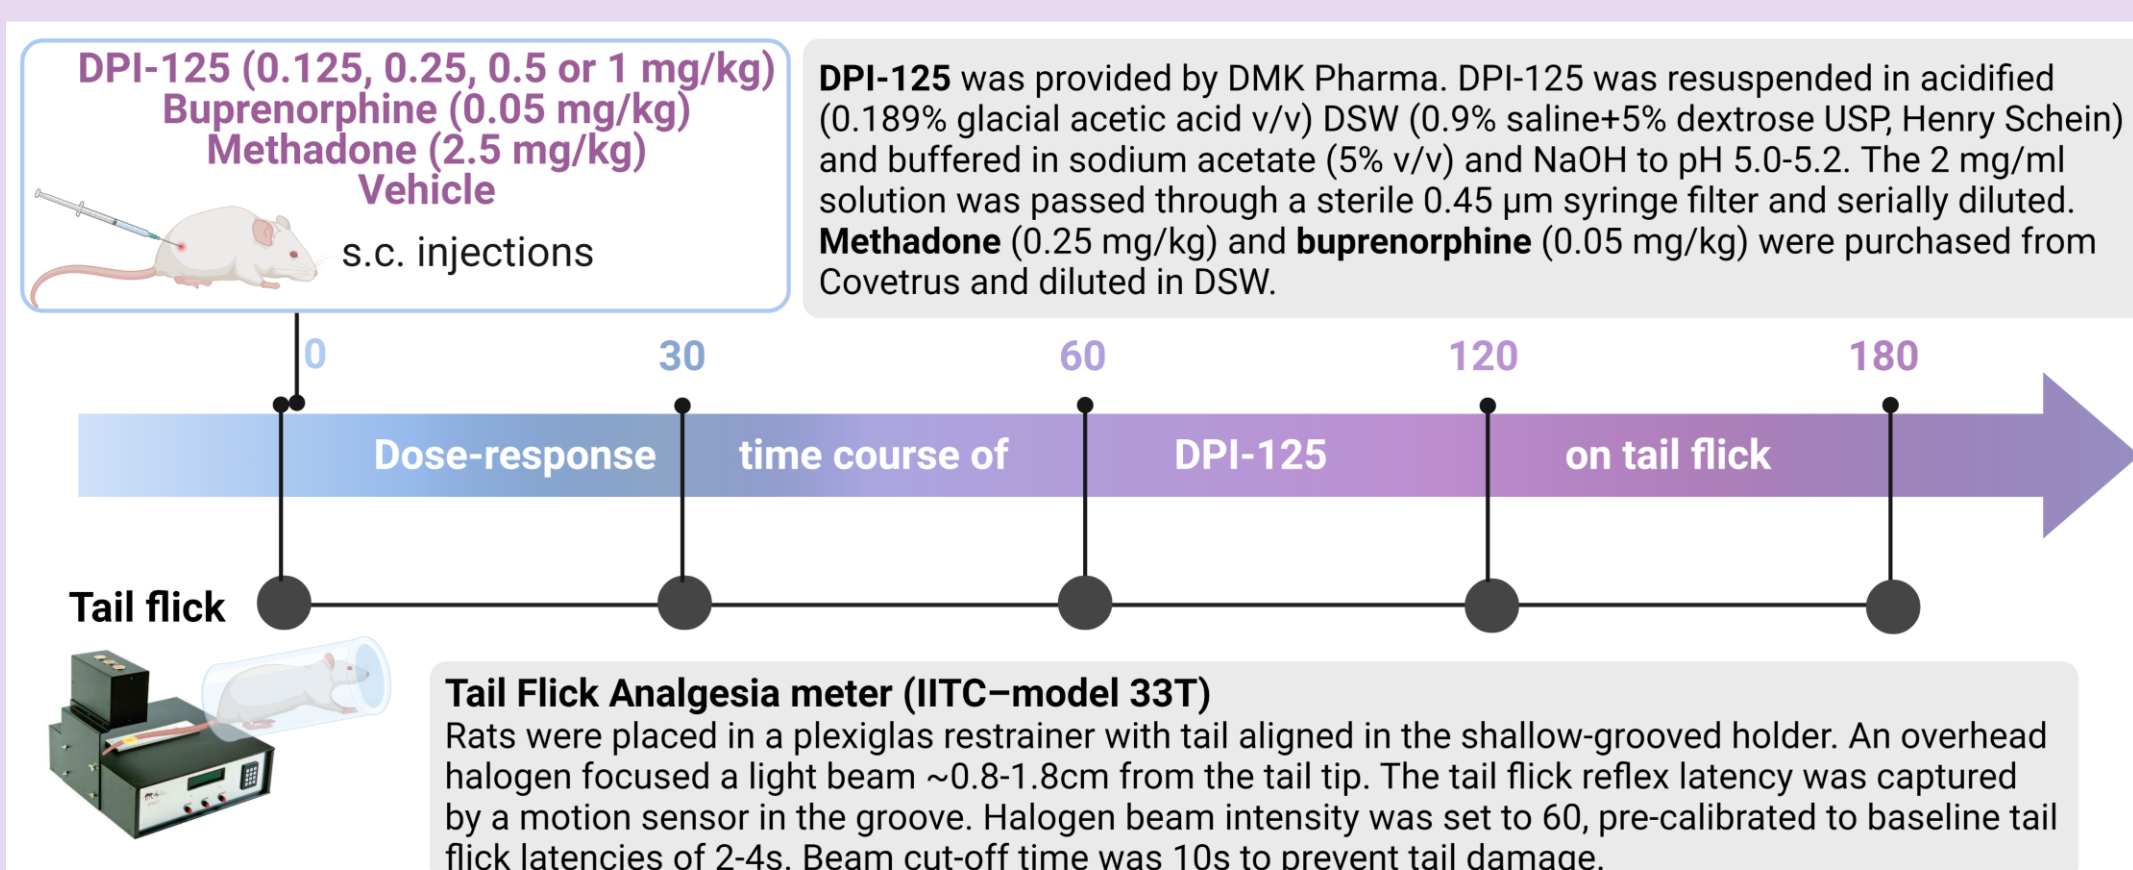 DPI-125 (0.125, 0.25, 0.5 or 1 mg/kg)
Buprenorphine (0.05 mg/kg)
Methadone (2.5 mg/kg)
Vehicle
s.c. injections
DPI-125 was provided by DMK Pharma. DPI-125 was resuspended in acidified
(0.189% glacial acetic acid v/v) DSW (0.9% saline+5% dextrose USP, Henry Schein)
and buffered in sodium acetate (5% v/v) and NaOH to pH 5.0-5.2. The 2 mg/ml
solution was passed through a sterile 0.45 µm syringe filter and serially diluted.
Methadone (0.25 mg/kg) and buprenorphine (0.05 mg/kg) were purchased from
Covetrus and diluted in DSW.
0 30 60 120 180
Dose-response time course of DPI-125 on tail flick
Tail flick
Tail Flick Analgesia meter (IITC–model 33T)
Rats were placed in a plexiglas restrainer with tail aligned in the shallow-grooved holder. An overhead
halogen focused a light beam ~0.8-1.8cm from the tail tip. The tail flick reflex latency was captured
by a motion sensor in the groove. Halogen beam intensity was set to 60, pre-calibrated to baseline tail
flick latencies of 2-4s. Beam cut-off time was 10s to prevent tail damage.